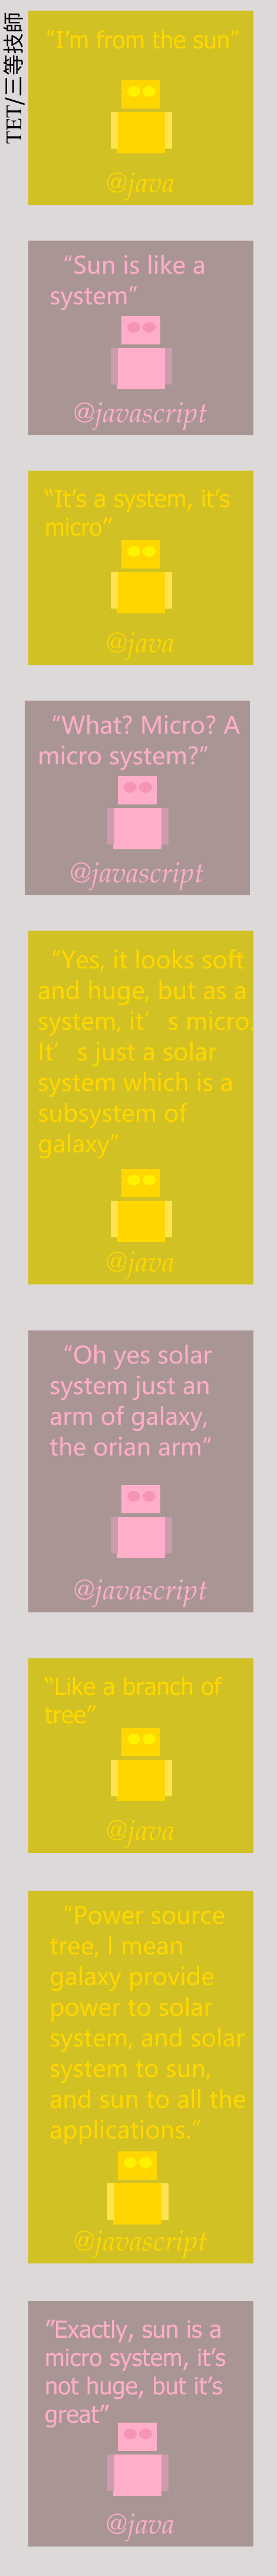 TET/三等技師
“I’m from the sun”
@java
“Sun is like a
system”
@javascript
“It’s a system, it’s
micro”
@java
“What? Micro? A
micro system?”
@javascript
“Yes, it looks soft
and huge, but as a
system, it’ s micro.
It’ s just a solar
system which is a
subsystem of
galaxy”
@java
“Oh yes solar
system just an
arm of galaxy,
the orian arm”
@javascript
“Like a branch of
tree”
@java
“Power source
tree, I mean
galaxy provide
power to solar
system, and solar
system to sun,
and sun to all the
applications.“
@javascript
”Exactly, sun is a
micro system, it’s
not huge, but it’s
great”
@java